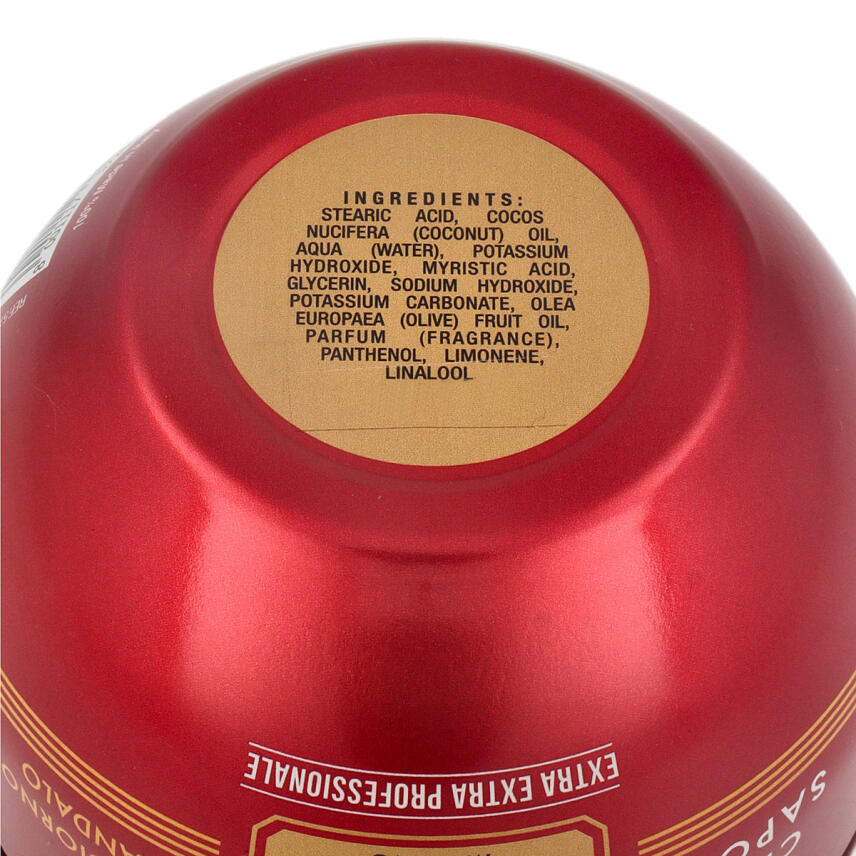 INGREDIENTS:
STEARIC ACID, COCOS
NUCIFERA (COCONUT) OIL,
AQUA (WATER), POTASSIUM
HYDROXIDE, MYRISTIC ACID,
GLYCERIN, SODIUM HYDROXIDE,
POTASSIUM CARBONATE, OLEA
EUROPAEA (OLIVE) FRUIT OIL,
PARFUM (FRAGRANCE),
PANTHENOL, LIMONENE,
LINALOOL
EXTRA EXTRA PROFESSIONALE